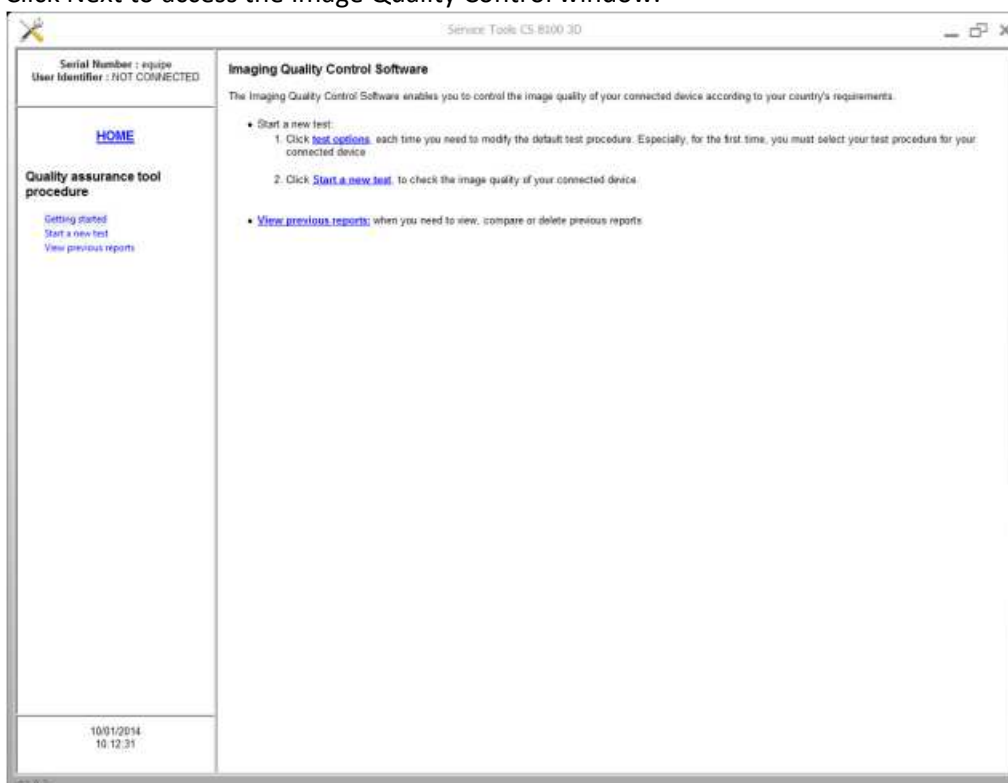 Click Next to access the Image Quality Control window.
Service Tools CS 8100 3D
Serial Number : equipe
User Identifier : NOT CONNECTED
HOME
Quality assurance tool
procedure
Getting started
Start a new test
View previous reports
10/01/2014
10:12:31
Imaging Quality Control Software
The Imaging Quality Control Software enables you to control the image quality of your connected device according to your country's requirements.
• Start a new test:
1. Click test options, each time you need to modify the default test procedure. Especially, for the first time, you must select your test procedure for your
connected device
2. Click Start a new test, to check the image quality of your connected device.
• View previous reports; when you need to view, compare or delete previous reports